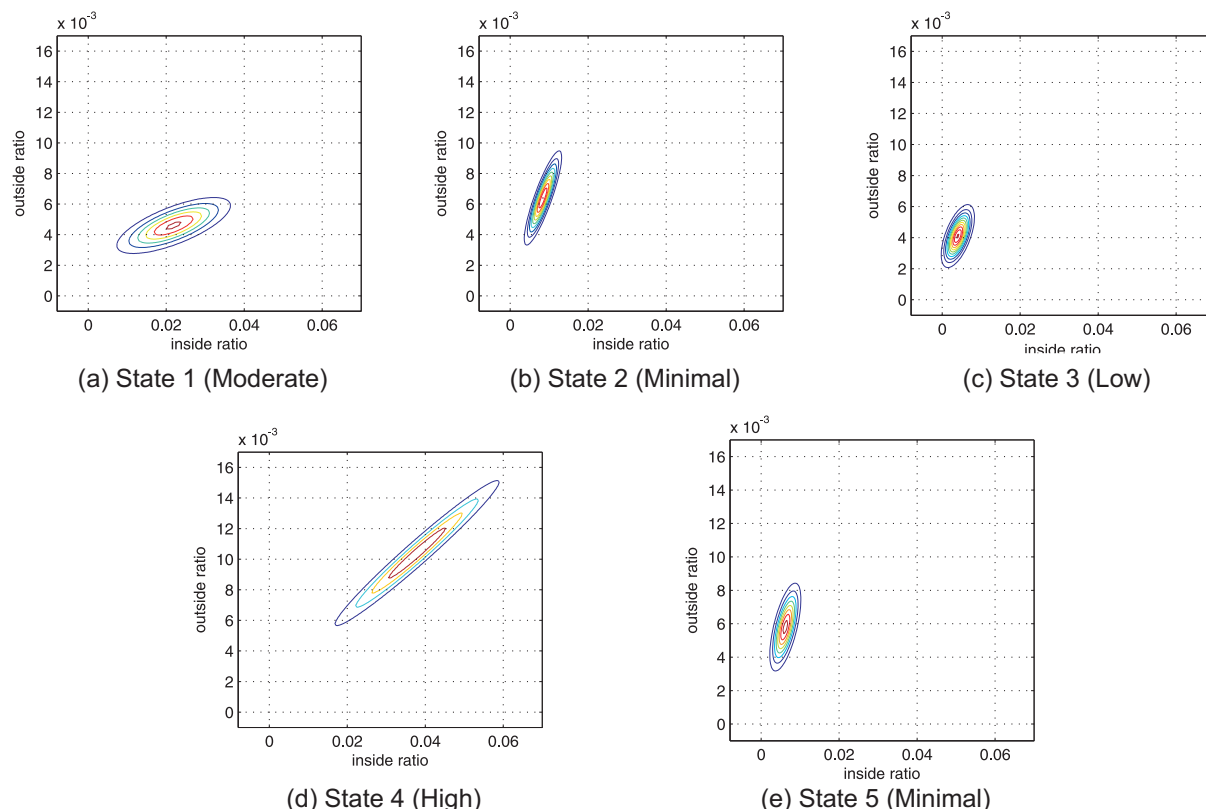 x 10-3
16
14
12
10
8
6
4
2
0
outside ratio
0 0.02 0.04 0.06
inside ratio
(a) State 1 (Moderate)
x 10-3
16
14
12
10
8
6
4
2
0
outside ratio
0 0.02 0.04 0.06
inside ratio
(b) State 2 (Minimal)
x 10-3
16
14
12
10
8
6
4
2
0
outside ratio
0 0.02 0.04 0.06
inside ratio
(c) State 3 (Low)
x 10-3
16
14
12
10
8
6
4
2
0
outside ratio
0 0.02 0.04 0.06
inside ratio
(d) State 4 (High)
x 10-3
16
14
12
10
8
6
4
2
0
outside ratio
0 0.02 0.04 0.06
inside ratio
(e) State 5 (Minimal)